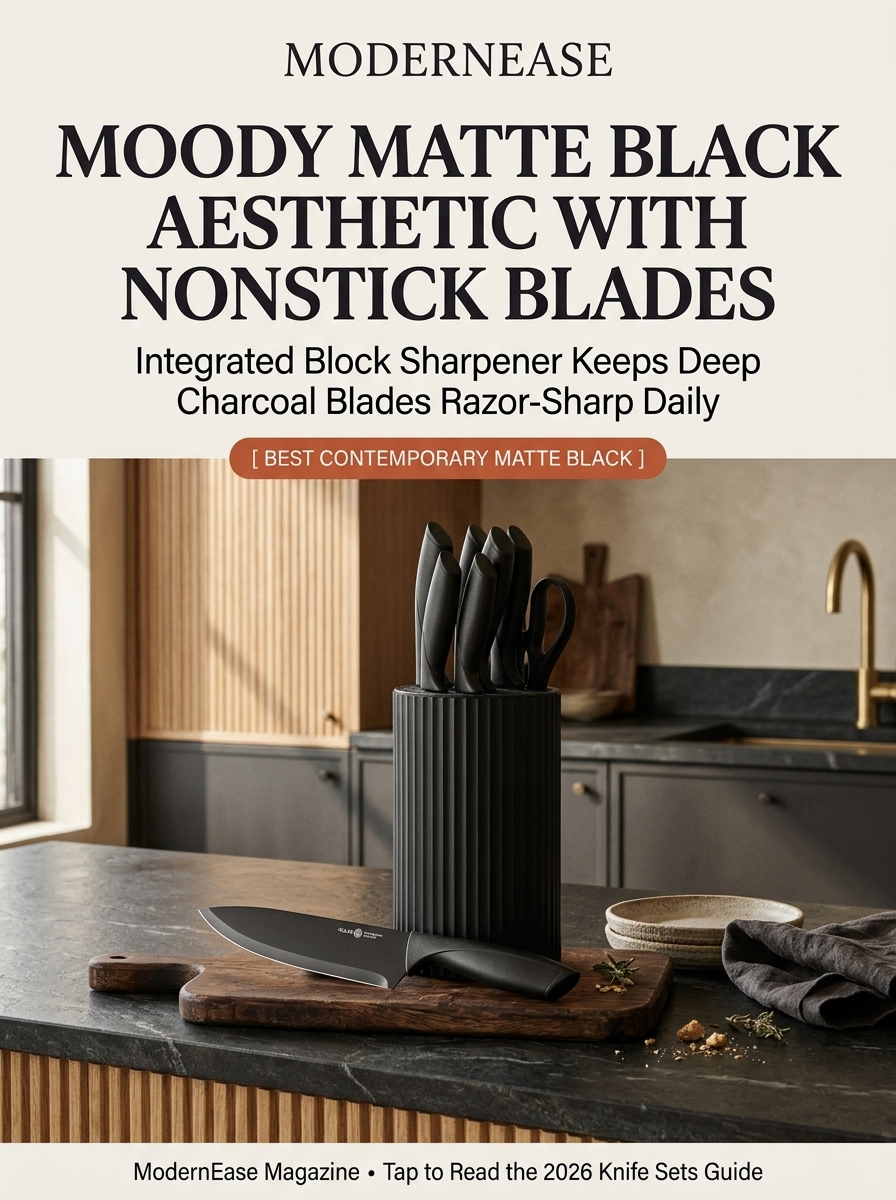 MODERNEASE
MOODY MATTE BLACK
AESTHETIC WITH
NONSTICK BLADES
Integrated Block Sharpener Keeps Deep
Charcoal Blades Razor-Sharp Daily
[ BEST CONTEMPORARY MATTE BLACK ]
ModernEase Magazine • Tap to Read the 2026 Knife Sets Guide